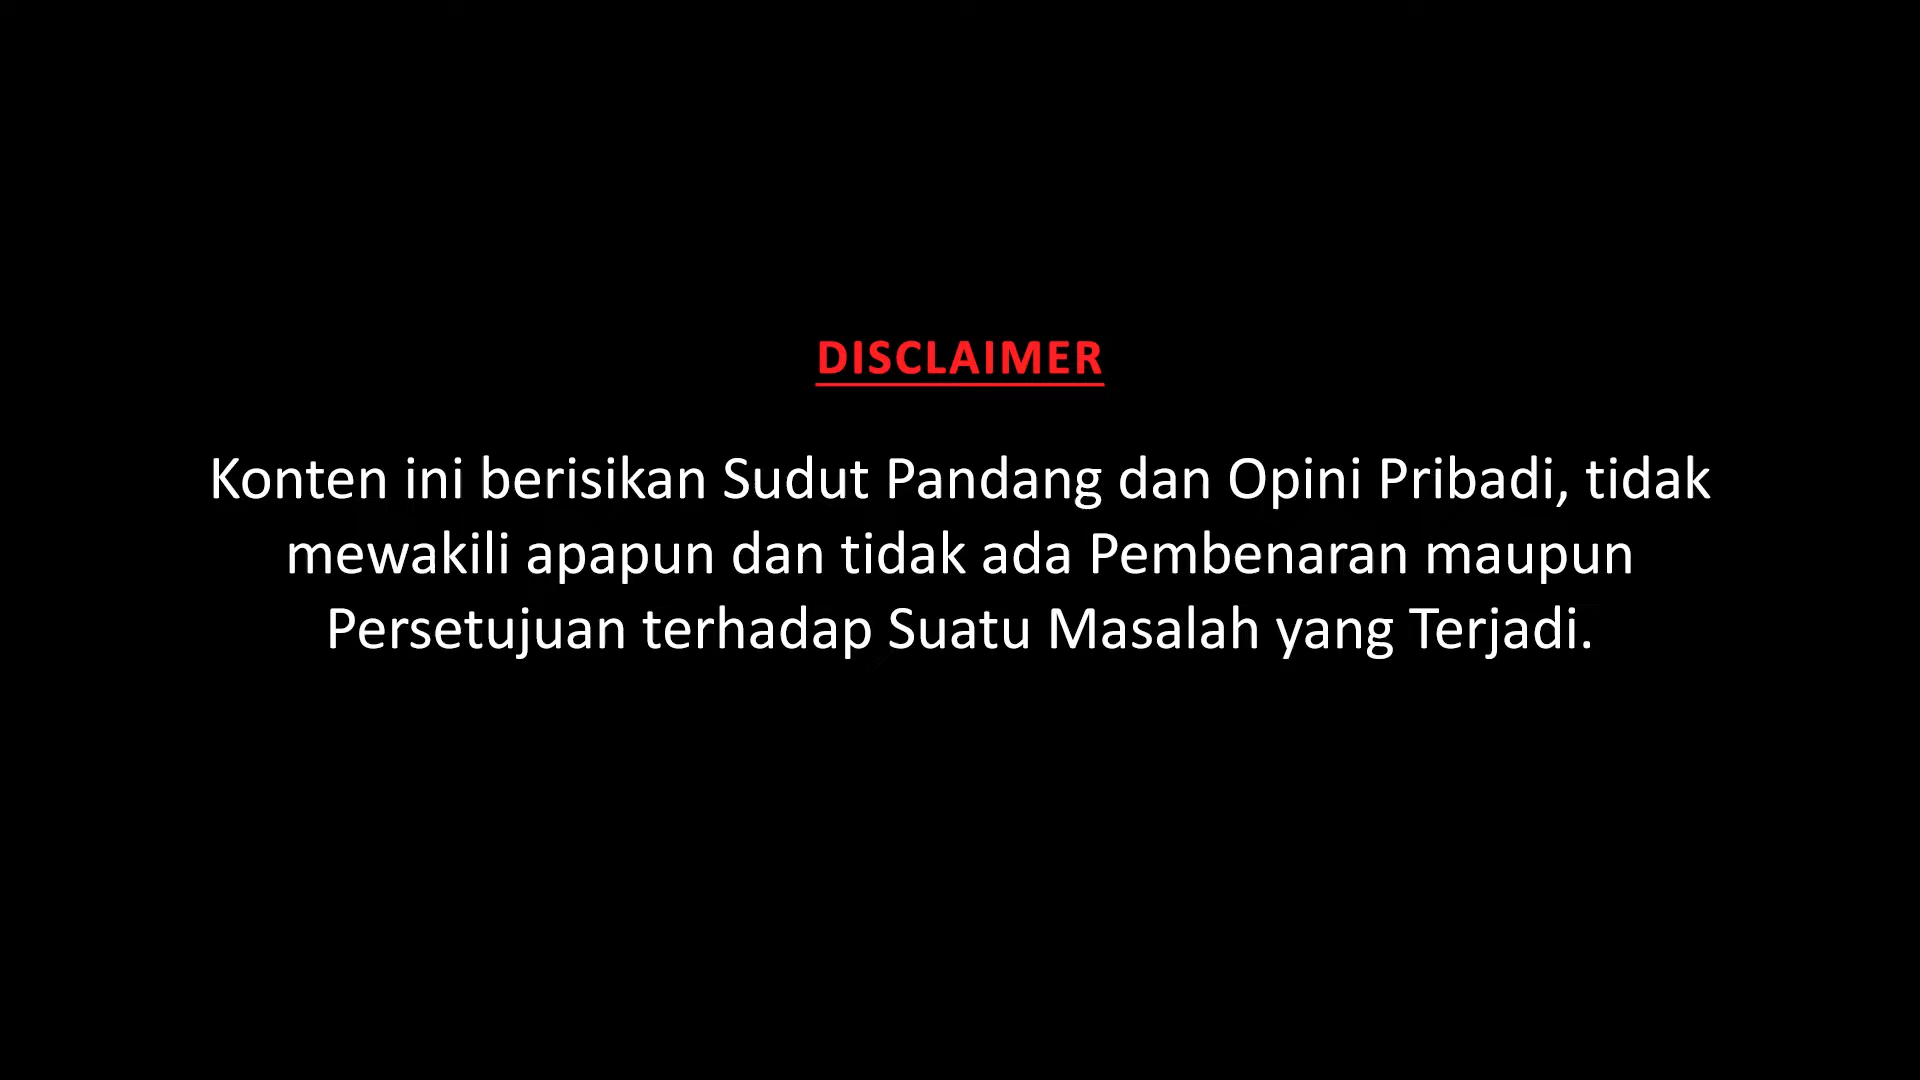 DISCLAIMER
Konten ini berisikan Sudut Pandang dan Opini Pribadi, tidak
mewakili apapun dan tidak ada Pembenaran maupun
Persetujuan terhadap Suatu Masalah yang Terjadi.